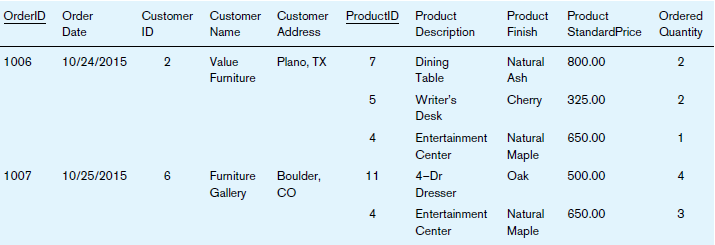 OrderID Order Customer Customer Customer ProductID Product Product Product Ordered
Date ID Name Address Description Finish StandardPrice Quantity
1006 10/24/2015 2 Value Plano, TX 7 Dining Natural 800.00 2
Furniture Table Ash
5 Writer's Cherry 325.00 2
Desk
4 Entertainment Natural 650.00 1
Center Maple
1007 10/25/2015 6 Furniture Boulder, 11 4–Dr Oak 500.00 4
Gallery CO Dresser
4 Entertainment Natural 650.00 3
Center Maple